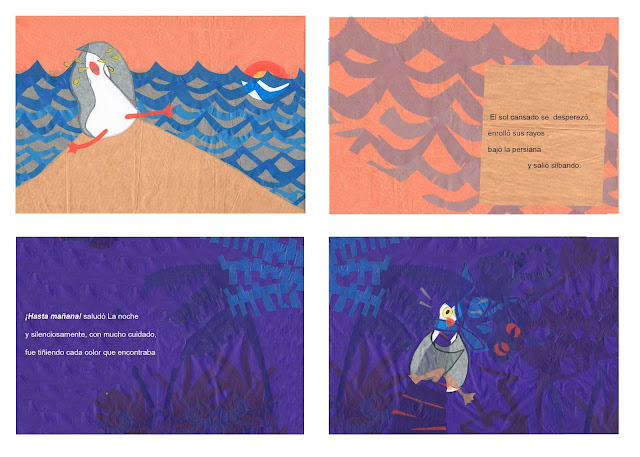 El sol cansado se desperezó,
enrolló sus rayos ,
bajó la persiana
y salió silbando.
¡Hasta mañana! saludó La noche
y silenciosamente, con mucho cuidado,
fue tiñiendo cada color que encontraba